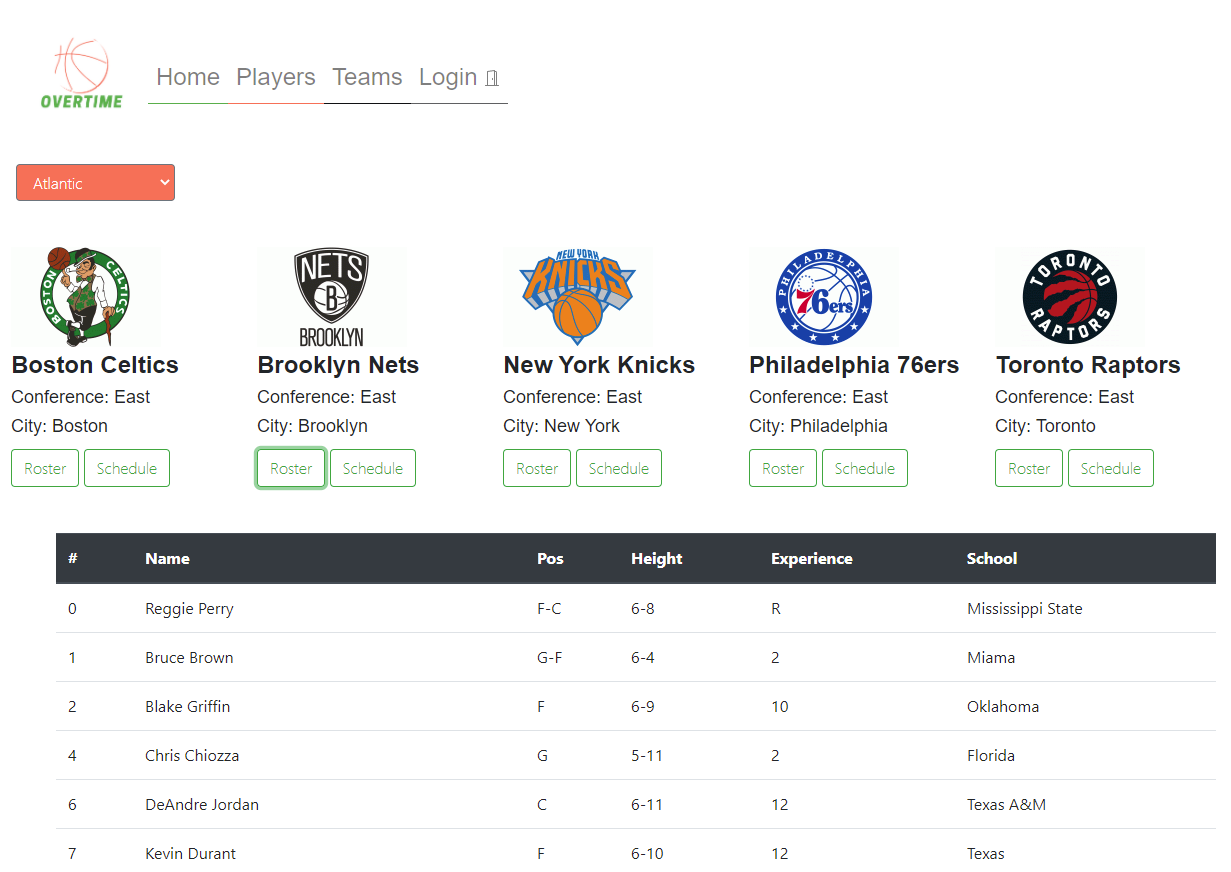 OVERTIME
Home Players Teams Login
Atlantic
BOSTON CELTICS
NETS
B
BROOKLYN
NEW YORK
KNICKS
PHILADELPHIA
76ers
TORONTO
RAPTORS
Boston Celtics Brooklyn Nets New York Knicks Philadelphia 76ers Toronto Raptors
Conference: East Conference: East Conference: East Conference: East Conference: East
City: Boston City: Brooklyn City: New York City: Philadelphia City: Toronto
Roster Schedule Roster Schedule Roster Schedule Roster Schedule Roster Schedule
# Name Pos Height Experience School
0 Reggie Perry F-C 6-8 R Mississippi State
1 Bruce Brown G-F 6-4 2 Miama
2 Blake Griffin F 6-9 10 Oklahoma
4 Chris Chiozza G 5-11 2 Florida
6 DeAndre Jordan C 6-11 12 Texas A&M
7 Kevin Durant F 6-10 12 Texas